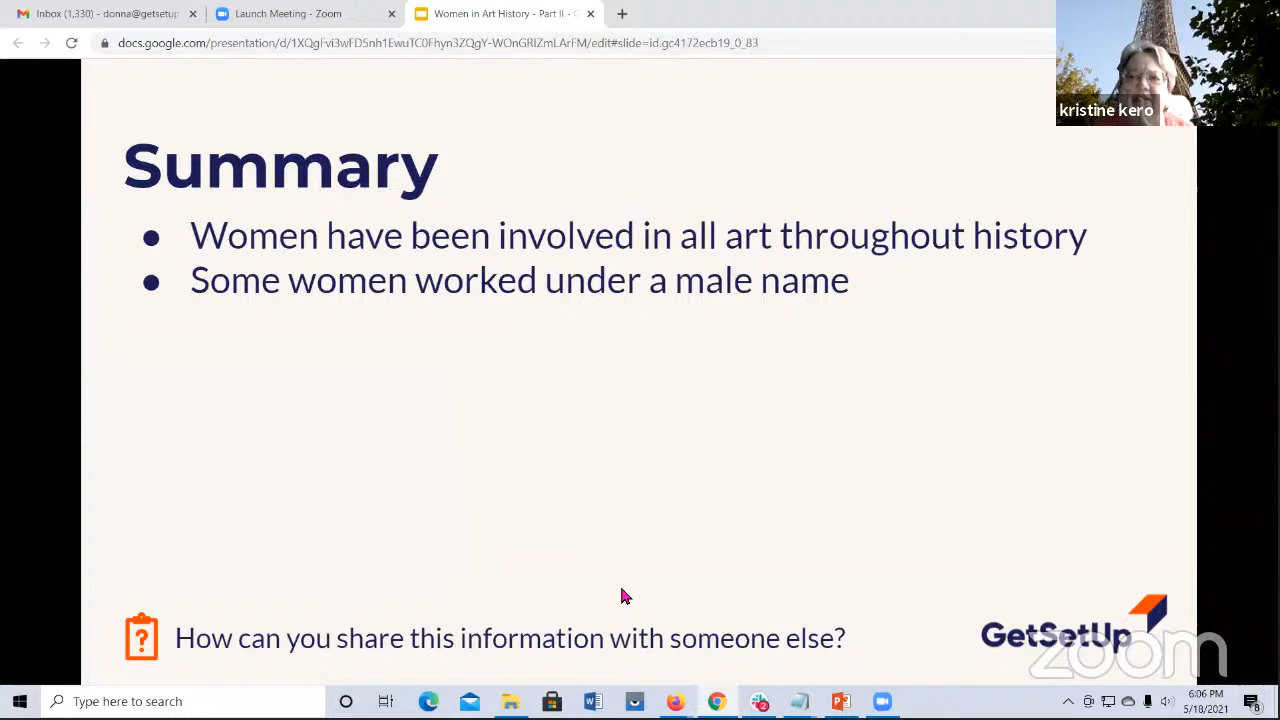 Inbox (1,330) - donna@getsetup
Launch Meeting - Zoom
Women in Art History - Part II - G
docs.google.com/presentation/d/1XQgFvi3wFD5nh1EwuTC0Fhyn3ZQgY-WOnGRIZmLArFM/edit#slide=id.gc4172ecb19_0_83
kristine kero
Summary
● Women have been involved in all art throughout history
● Some women worked under a male name
How can you share this information with someone else?
GetSetUp
zoom
Type here to search
6:06 PM
5/18/2021